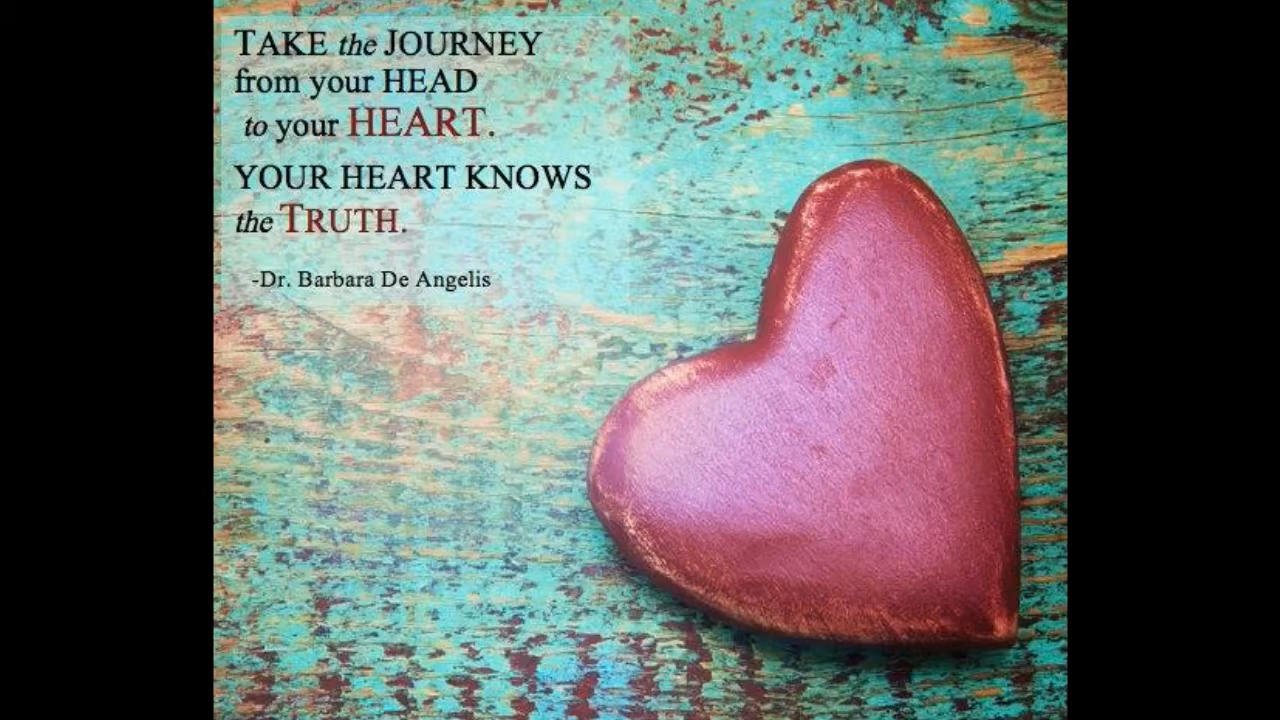 TAKE the JOURNEY
from your HEAD
to your HEART.
YOUR HEART KNOWS
the TRUTH.
-Dr. Barbara De Angelis